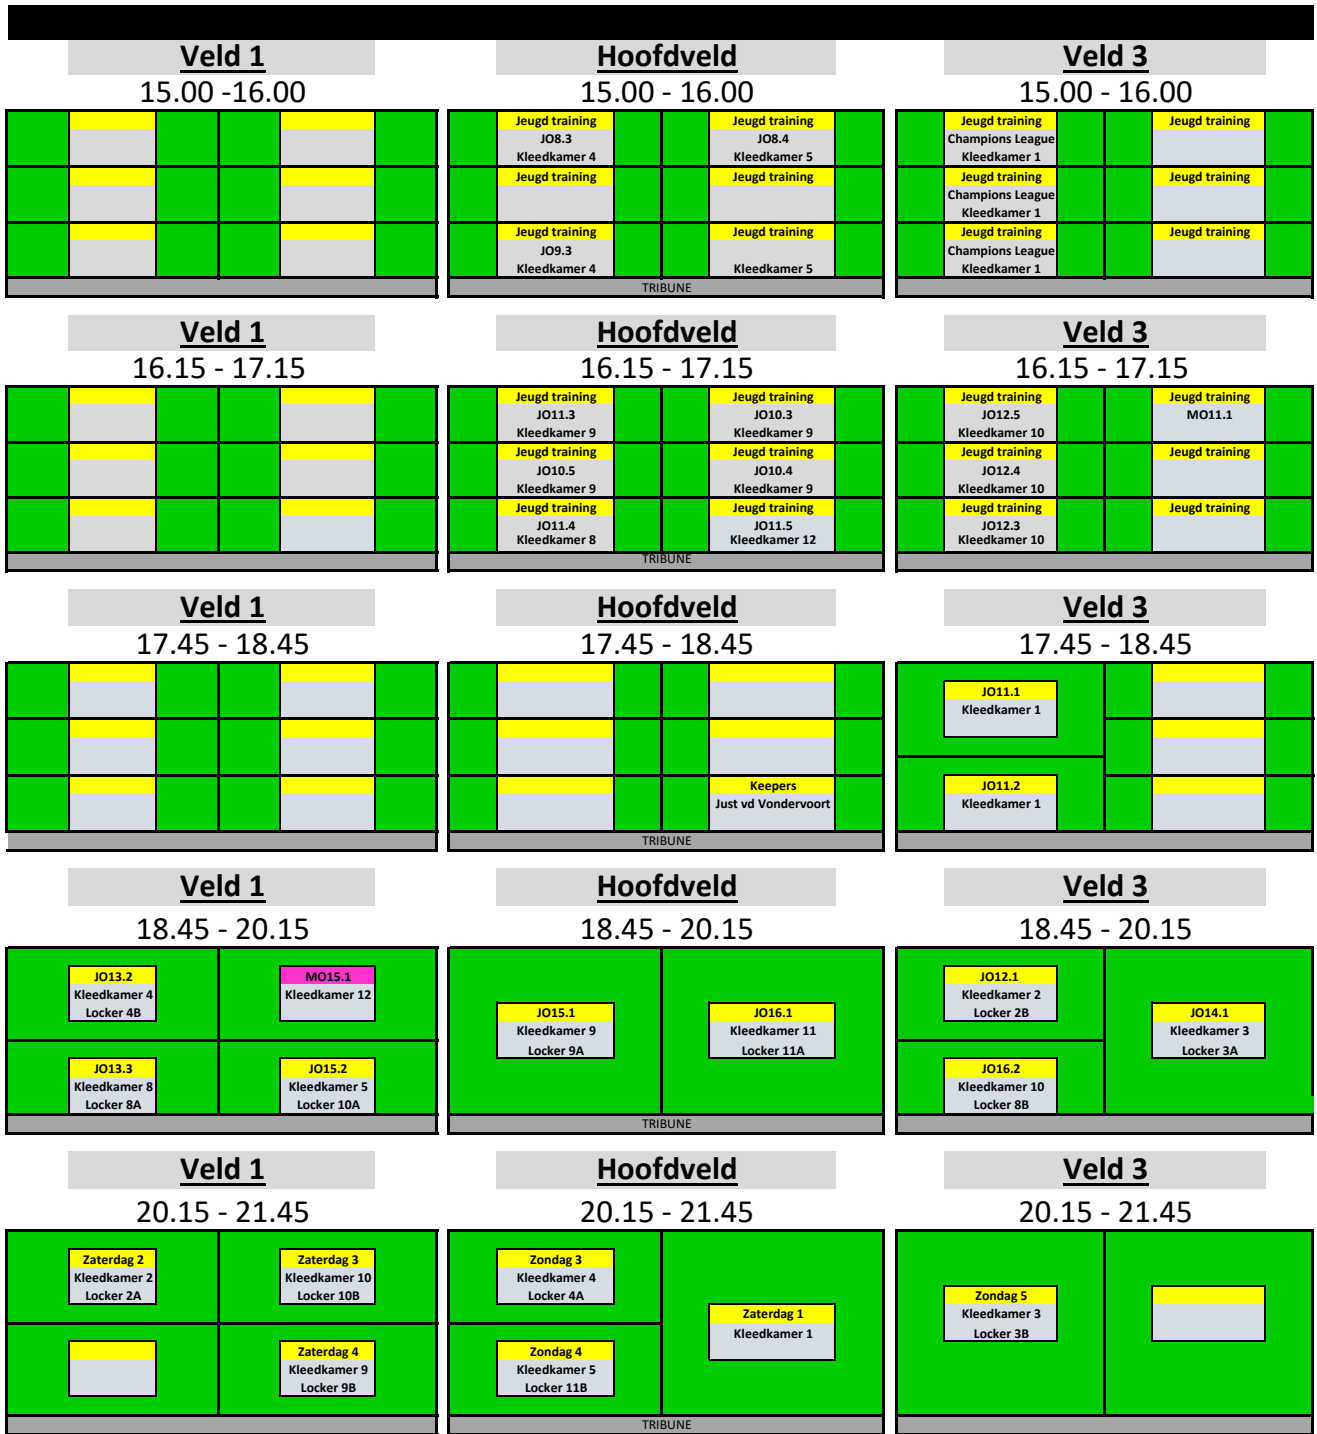 Veld 1
Hoofdveld
Veld 3
15.00 -16.00
15.00 - 16.00
15.00 - 16.00
Jeugd training
JO8.3
Kleedkamer 4
Jeugd training
JO8.4
Kleedkamer 5
Jeugd training
Champions League
Kleedkamer 1
Jeugd training
Jeugd training
Jeugd training
Jeugd training
Champions League
Kleedkamer 1
Jeugd training
Jeugd training
JO9.3
Kleedkamer 4
Jeugd training
Kleedkamer 5
Jeugd training
Champions League
Kleedkamer 1
Jeugd training
TRIBUNE
Veld 1
Hoofdveld
Veld 3
16.15 - 17.15
16.15 - 17.15
16.15 - 17.15
Jeugd training
JO11.3
Kleedkamer 9
Jeugd training
JO10.3
Kleedkamer 9
Jeugd training
JO12.5
Kleedkamer 10
Jeugd training
MO11.1
Jeugd training
JO10.5
Kleedkamer 9
Jeugd training
JO10.4
Kleedkamer 9
Jeugd training
JO12.4
Kleedkamer 10
Jeugd training
Jeugd training
JO11.4
Kleedkamer 8
Jeugd training
JO11.5
Kleedkamer 12
Jeugd training
JO12.3
Kleedkamer 10
Jeugd training
TRIBUNE
Veld 1
Hoofdveld
Veld 3
17.45 - 18.45
17.45 - 18.45
17.45 - 18.45
JO11.1
Kleedkamer 1
Keepers
Just vd Vondervoort
JO11.2
Kleedkamer 1
TRIBUNE
Veld 1
Hoofdveld
Veld 3
18.45 - 20.15
18.45 - 20.15
18.45 - 20.15
JO13.2
Kleedkamer 4
Locker 4B
MO15.1
Kleedkamer 12
JO15.1
Kleedkamer 9
Locker 9A
JO16.1
Kleedkamer 11
Locker 11A
JO12.1
Kleedkamer 2
Locker 2B
JO14.1
Kleedkamer 3
Locker 3A
JO13.3
Kleedkamer 8
Locker 8A
JO15.2
Kleedkamer 5
Locker 10A
JO16.2
Kleedkamer 10
Locker 8B
TRIBUNE
Veld 1
Hoofdveld
Veld 3
20.15 - 21.45
20.15 - 21.45
20.15 - 21.45
Zaterdag 2
Kleedkamer 2
Locker 2A
Zaterdag 3
Kleedkamer 10
Locker 10B
Zondag 3
Kleedkamer 4
Locker 4A
Zaterdag 1
Kleedkamer 1
Zondag 5
Kleedkamer 3
Locker 3B
Zaterdag 4
Kleedkamer 9
Locker 9B
Zondag 4
Kleedkamer 5
Locker 11B
TRIBUNE